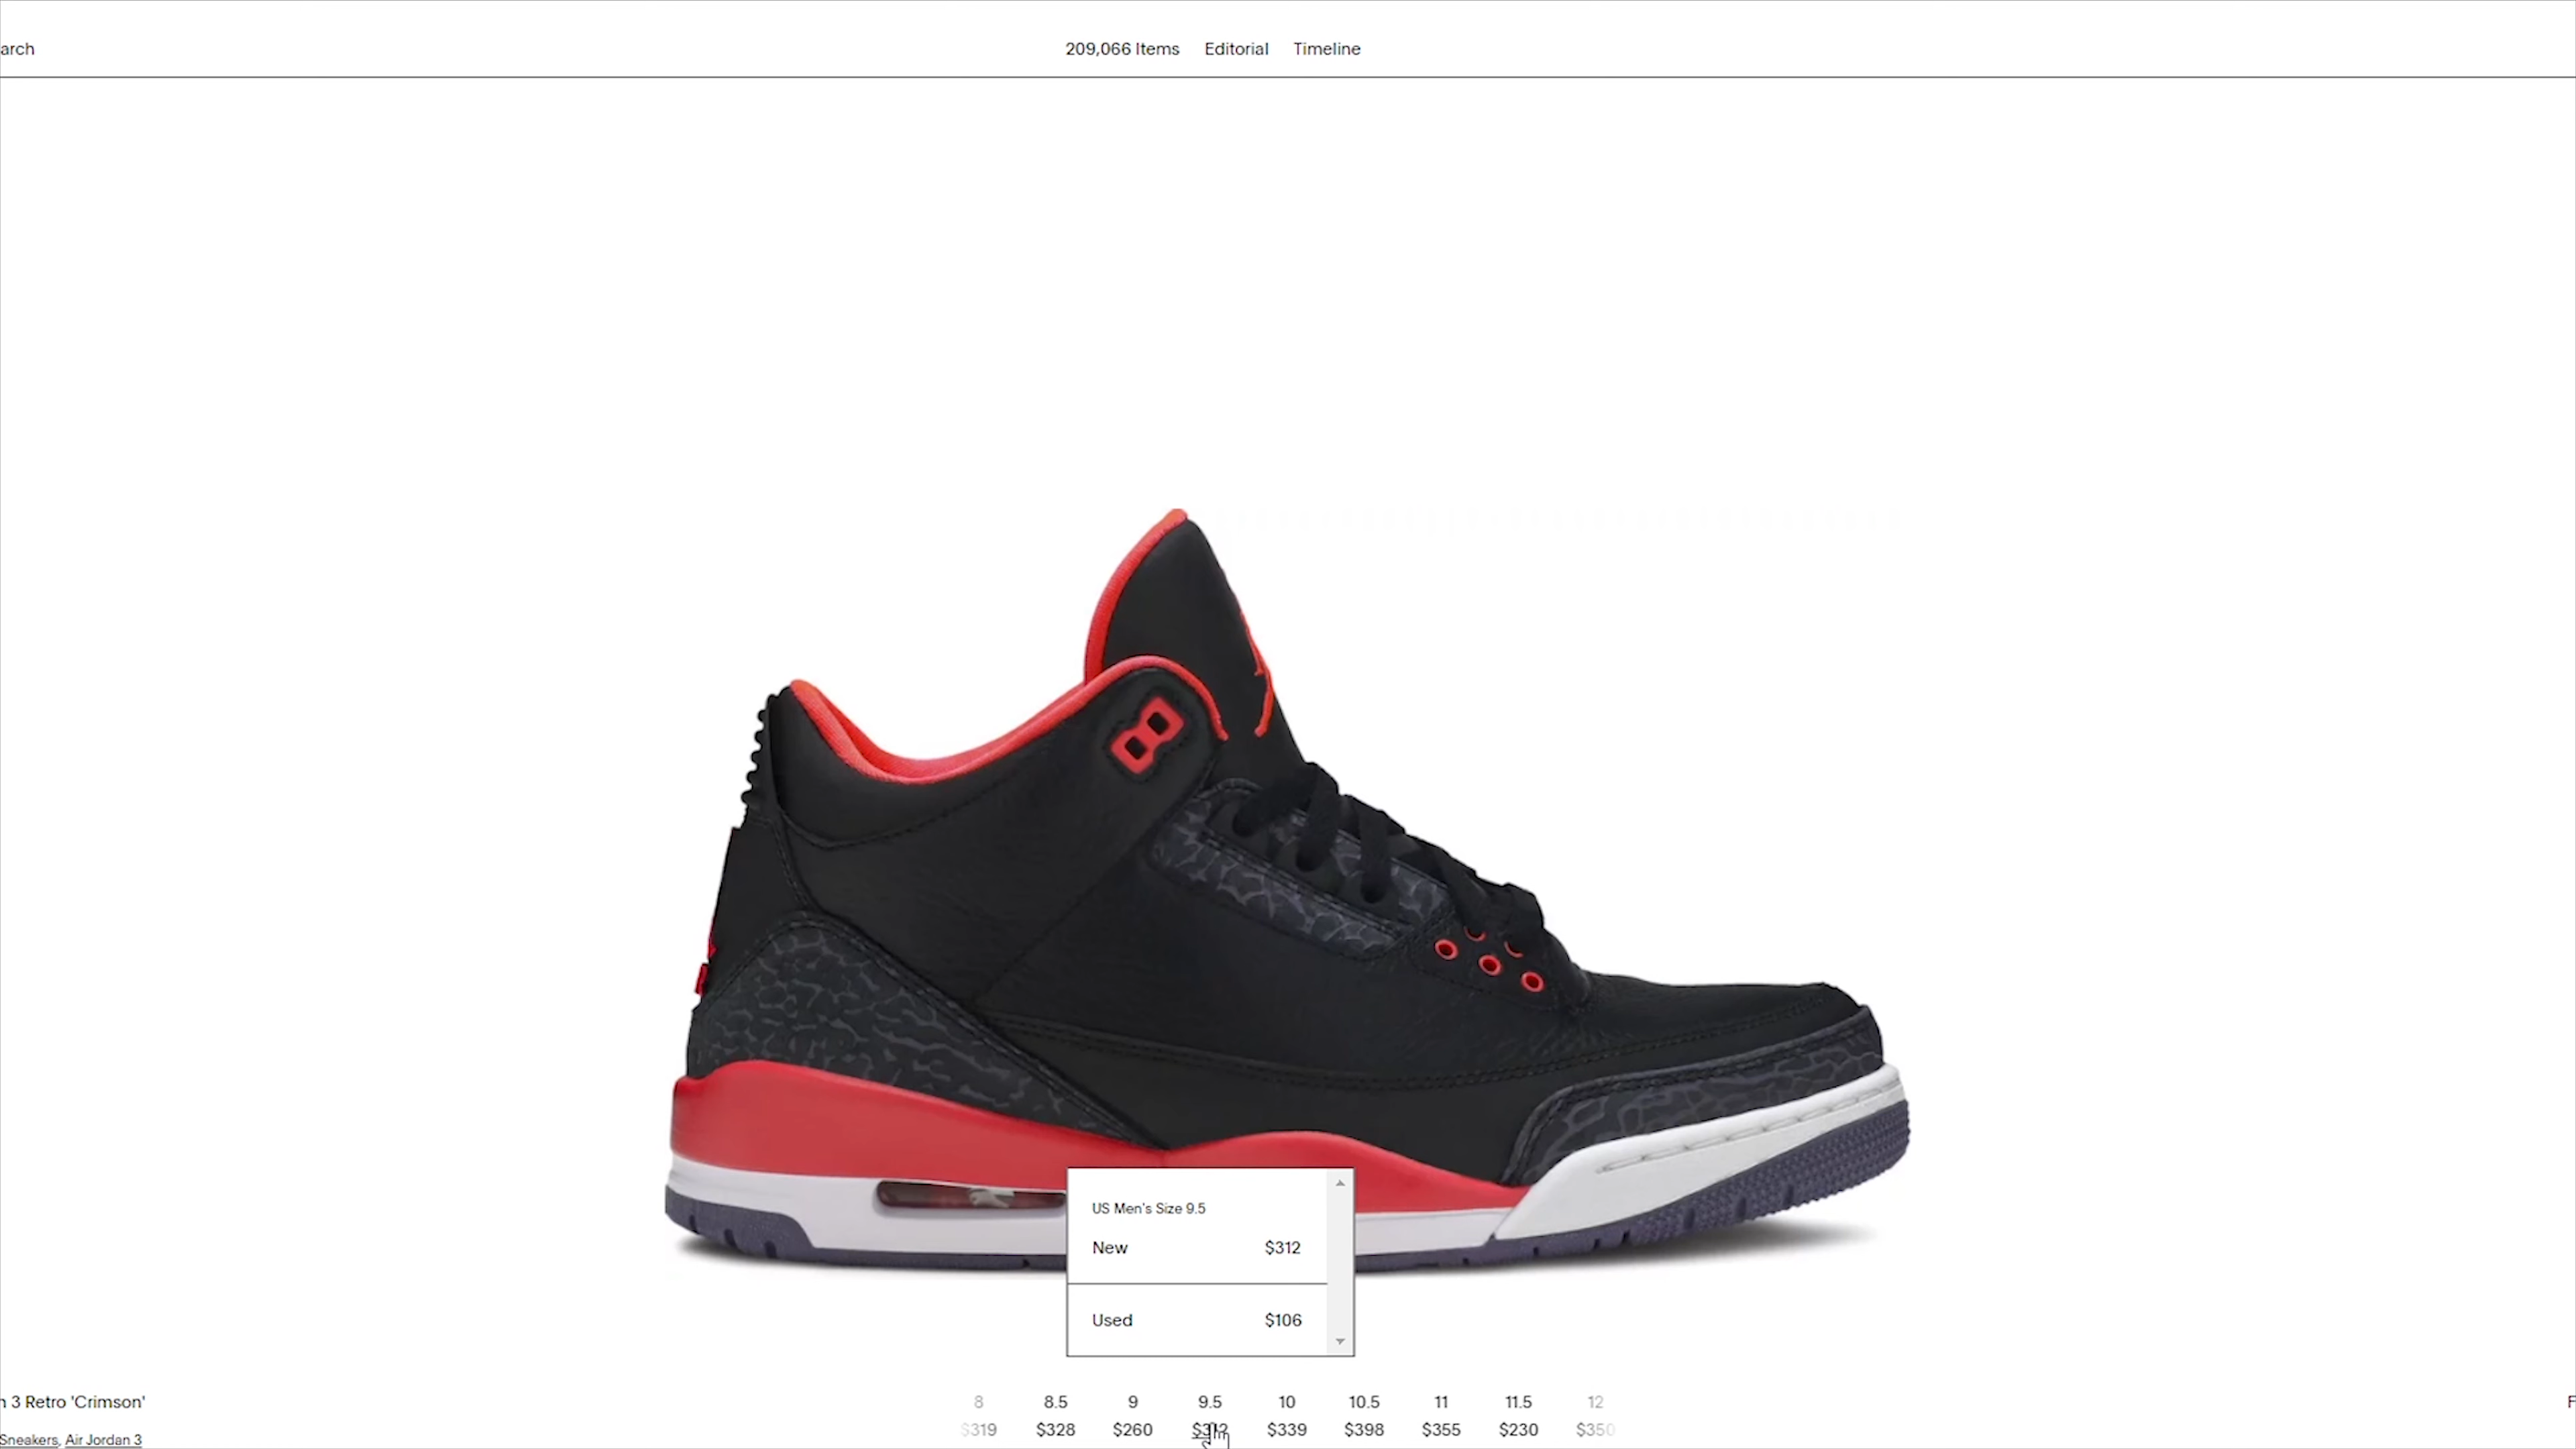 arch
209,066 Items Editorial Timeline
US Men's Size 9.5
New $312
Used $106
3 Retro 'Crimson'
8 8.5 9 9.5 10 10.5 11 11.5 12
$319 $328 $260 $312 $339 $398 $355 $230 $350
Sneakers, Air Jordan 3